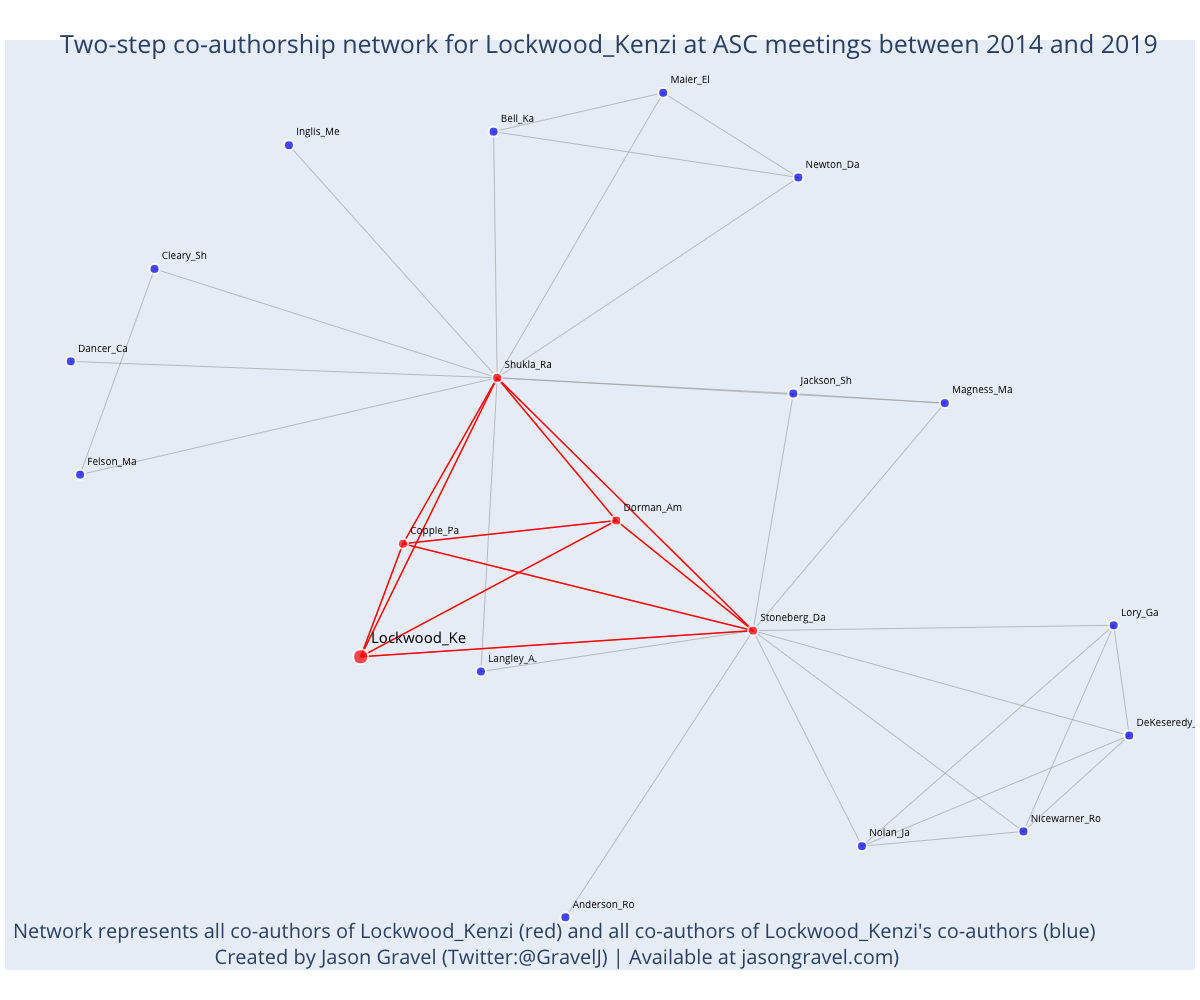 Two-step co-authorship network for Lockwood_Kenzi at ASC meetings between 2014 and 2019
Maier_El
Bell_Ka
Inglis_Me
Newton_Da
Cleary_Sh
Dancer_Ca
Shukla_Ra
Jackson_Sh
Magness_Ma
Felson_Ma
Dorman_Am
Copple_Pa
Stoneberg_Da
Lory_Ga
Lockwood_Ke
Langley_A.
DeKeseredy_
Nicewarner_Ro
Nolan_Ja
Anderson_Ro
Network represents all co-authors of Lockwood_Kenzi (red) and all co-authors of Lockwood_Kenzi's co-authors (blue)
Created by Jason Gravel (Twitter:@GravelJ) | Available at jasongravel.com)